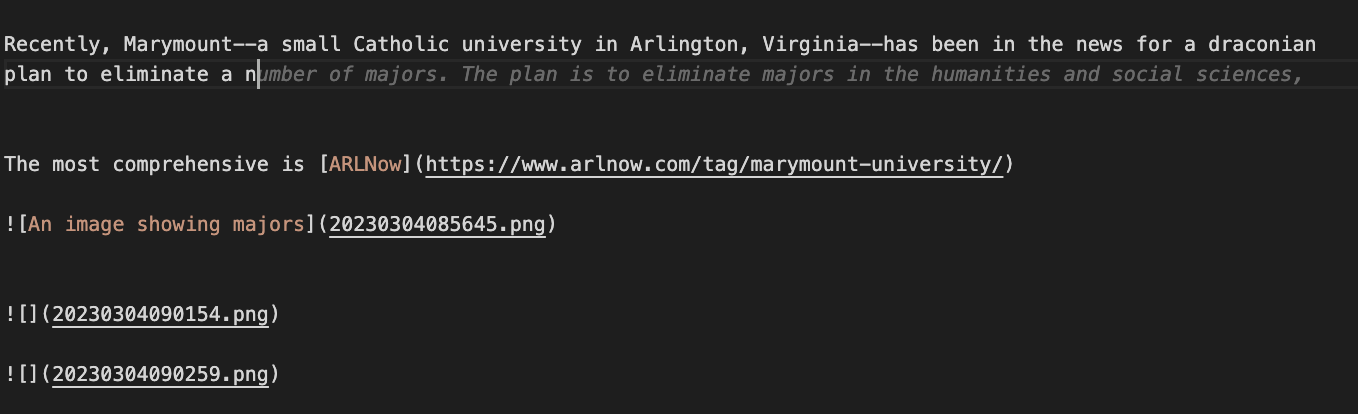 Recently, Marymount--a small Catholic university in Arlington, Virginia--has been in the news for a draconian
plan to eliminate a number of majors. The plan is to eliminate majors in the humanities and social sciences,
The most comprehensive is [ARLNow](https://www.arlnow.com/tag/marymount-university/)
![An image showing majors](20230304085645.png)
![](20230304090154.png)
![](20230304090259.png)